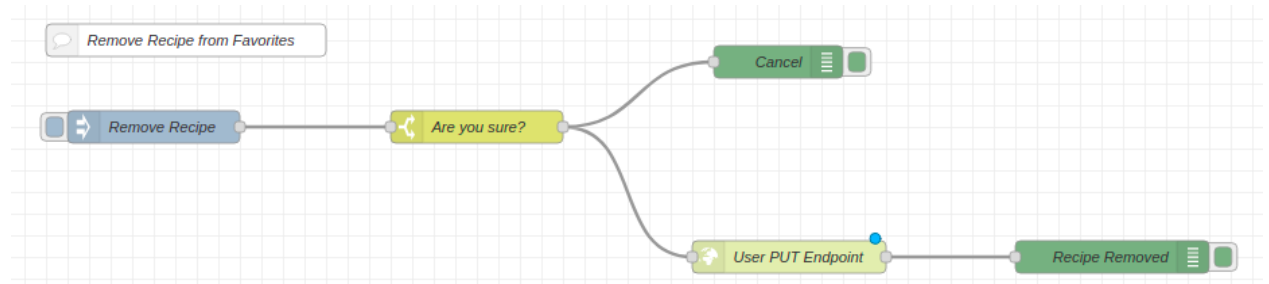 Remove Recipe from Favorites
Cancel
Remove Recipe
Are you sure?
User PUT Endpoint
Recipe Removed